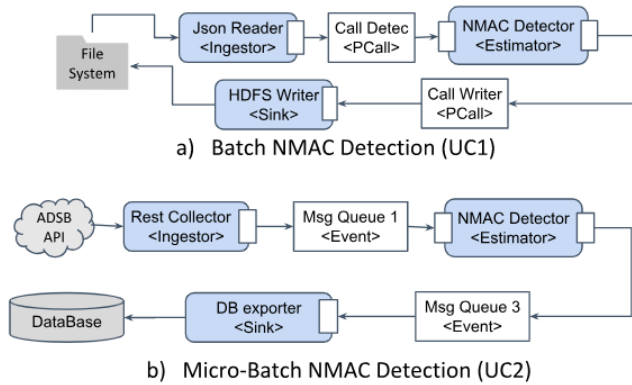 File
System
Json Reader
<Ingestor>
Call Detec
<PCall>
NMAC Detector
<Estimator>
HDFS Writer
<Sink>
Call Writer
<PCall>
a) Batch NMAC Detection (UC1)
ADSB
API
Rest Collector
<Ingestor>
Msg Queue 1
<Event>
NMAC Detector
<Estimator>
DataBase
DB exporter
<Sink>
Msg Queue 3
<Event>
b) Micro-Batch NMAC Detection (UC2)